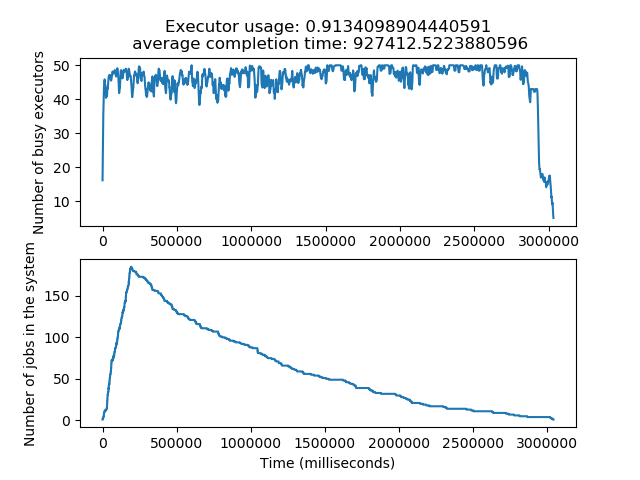 Executor usage: 0.9134098904440591
average completion time: 927412.5223880596
Number of busy executors
50
40
30
20
10
0 500000 1000000 1500000 2000000 2500000 3000000
Number of jobs in the system
150
100
50
0
0 500000 1000000 1500000 2000000 2500000 3000000
Time (milliseconds)